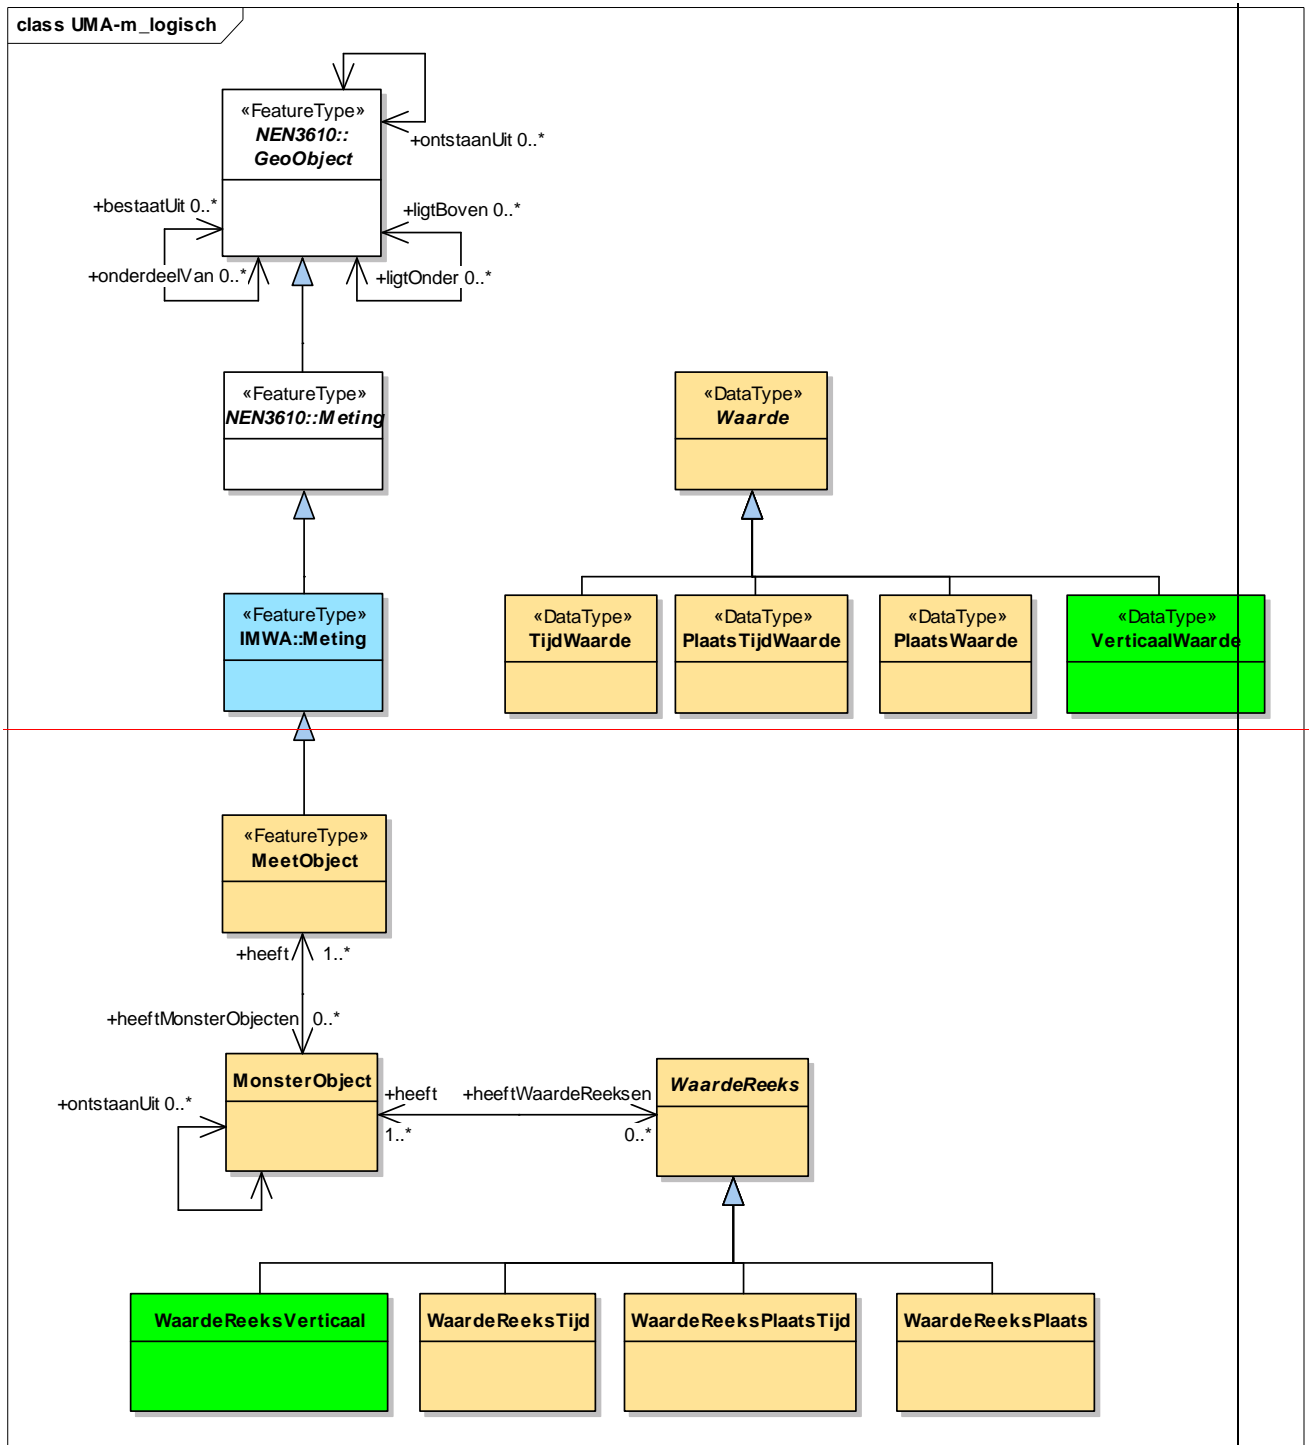 class UMA-m_logisch
«FeatureType»
NEN3610::
GeoObject
+ontstaanUit 0..*
+bestaatUit 0..*
+ligtBoven 0..*
+onderdeelVan 0..*
+ligtOnder 0..*
«FeatureType»
NEN3610::Meting
«DataType»
Waarde
«FeatureType»
IMWA::Meting
«DataType»
TijdWaarde
«DataType»
PlaatsTijdWaarde
«DataType»
PlaatsWaarde
«DataType»
VerticaalWaarde
«FeatureType»
MeetObject
+heeft 1..*
+heeftMonsterObjecten 0..*
MonsterObject
+ontstaanUit 0..*
+heeft
1..*
+heeftWaardeReeksen
0..*
WaardeReeks
WaardeReeksVerticaal
WaardeReeksTijd
WaardeReeksPlaatsTijd
WaardeReeksPlaats